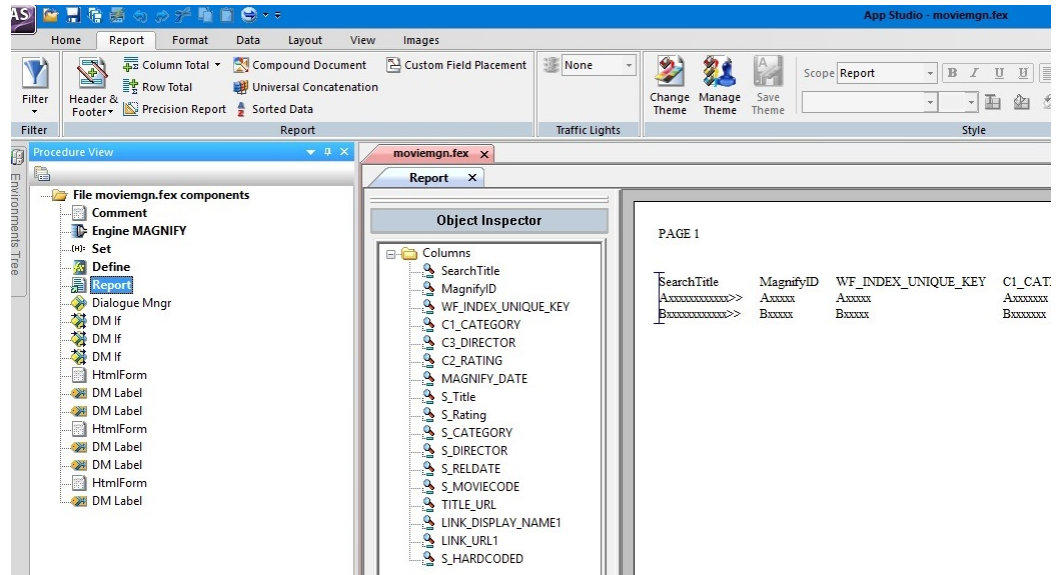 AS
App Studio - moviemgn.fex
Home Report Format Data Layout View Images
Filter
Header &
Footer
Column Total
Row Total
Precision Report
Compound Document
Universal Concatenation
Sorted Data
Custom Field Placement
None
Change
Theme
Manage
Theme
Save
Theme
Scope Report
B I U U
Filter Report Traffic Lights Style
Environments Tree
Procedure View
File moviemgn.fex components
Comment
Engine MAGNIFY
Set
Define
Report
Dialogue Mngr
DM If
DM If
DM If
HtmlForm
DM Label
DM Label
HtmlForm
DM Label
DM Label
HtmlForm
DM Label
moviemgn.fex x
Report x
Object Inspector
Columns
SearchTitle
MagnifyID
WF_INDEX_UNIQUE_KEY
C1_CATEGORY
C3_DIRECTOR
C2_RATING
MAGNIFY_DATE
S_Title
S_Rating
S_CATEGORY
S_DIRECTOR
S_RELDATE
S_MOVIECODE
TITLE_URL
LINK_DISPLAY_NAME1
LINK_URL1
S_HARDCODED
PAGE 1
SearchTitle MagnifyID WF_INDEX_UNIQUE_KEY C1_CAT
Axxxxxxxxxxxx>> Axxxxx Axxxxx Axxxxxxx
Bxxxxxxxxxxxx>> Bxxxxx Bxxxxx Bxxxxxxx